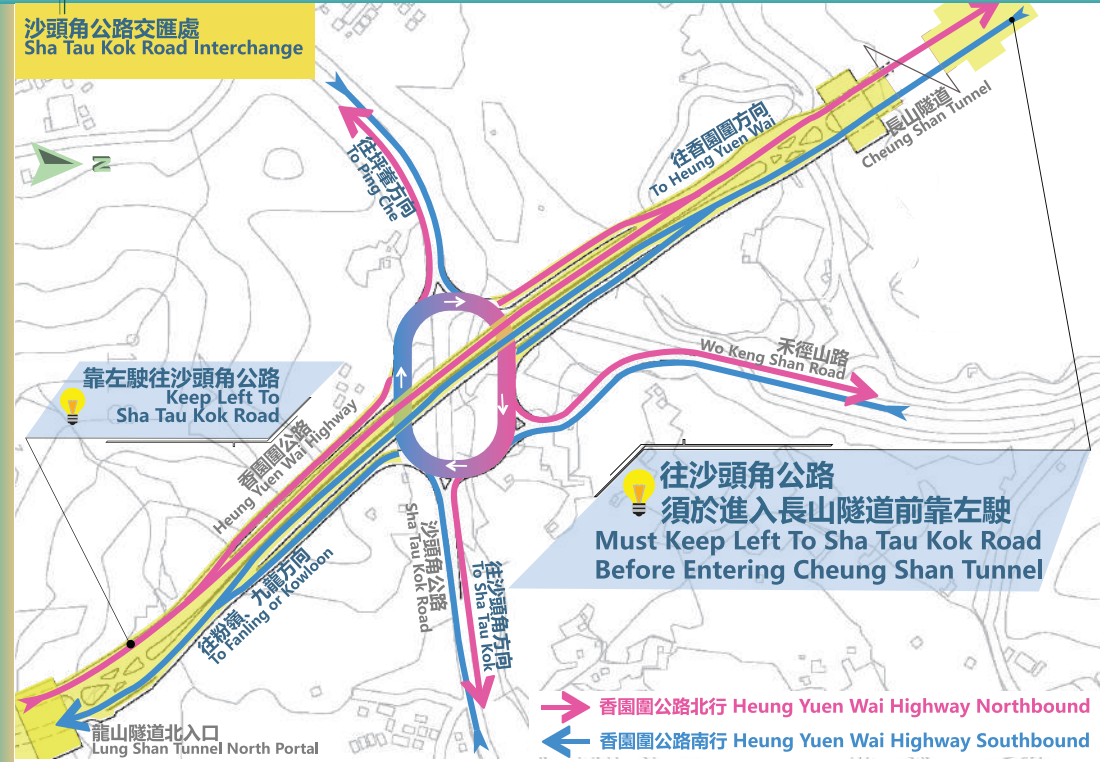 沙頭角公路交匯處
Sha Tau Kok Road Interchange
N
往坪輋方向
To Ping Che
往香園圍方向
To Heung Yuen Wai
長山隧道
Cheung Shan Tunnel
禾徑山路
Wo Keng Shan Road
靠左駛往沙頭角公路
Keep Left To
Sha Tau Kok Road
香園圍公路
Heung Yuen Wai Highway
往沙頭角公路
須於進入長山隧道前靠左駛
Must Keep Left To Sha Tau Kok Road
Before Entering Cheung Shan Tunnel
往粉嶺、九龍方向
To Fanling or Kowloon
沙頭角公路
Sha Tau Kok Road
往沙頭角方向
To Sha Tau Kok
龍山隧道北入口
Lung Shan Tunnel North Portal
香園圍公路北行 Heung Yuen Wai Highway Northbound
香園圍公路南行 Heung Yuen Wai Highway Southbound